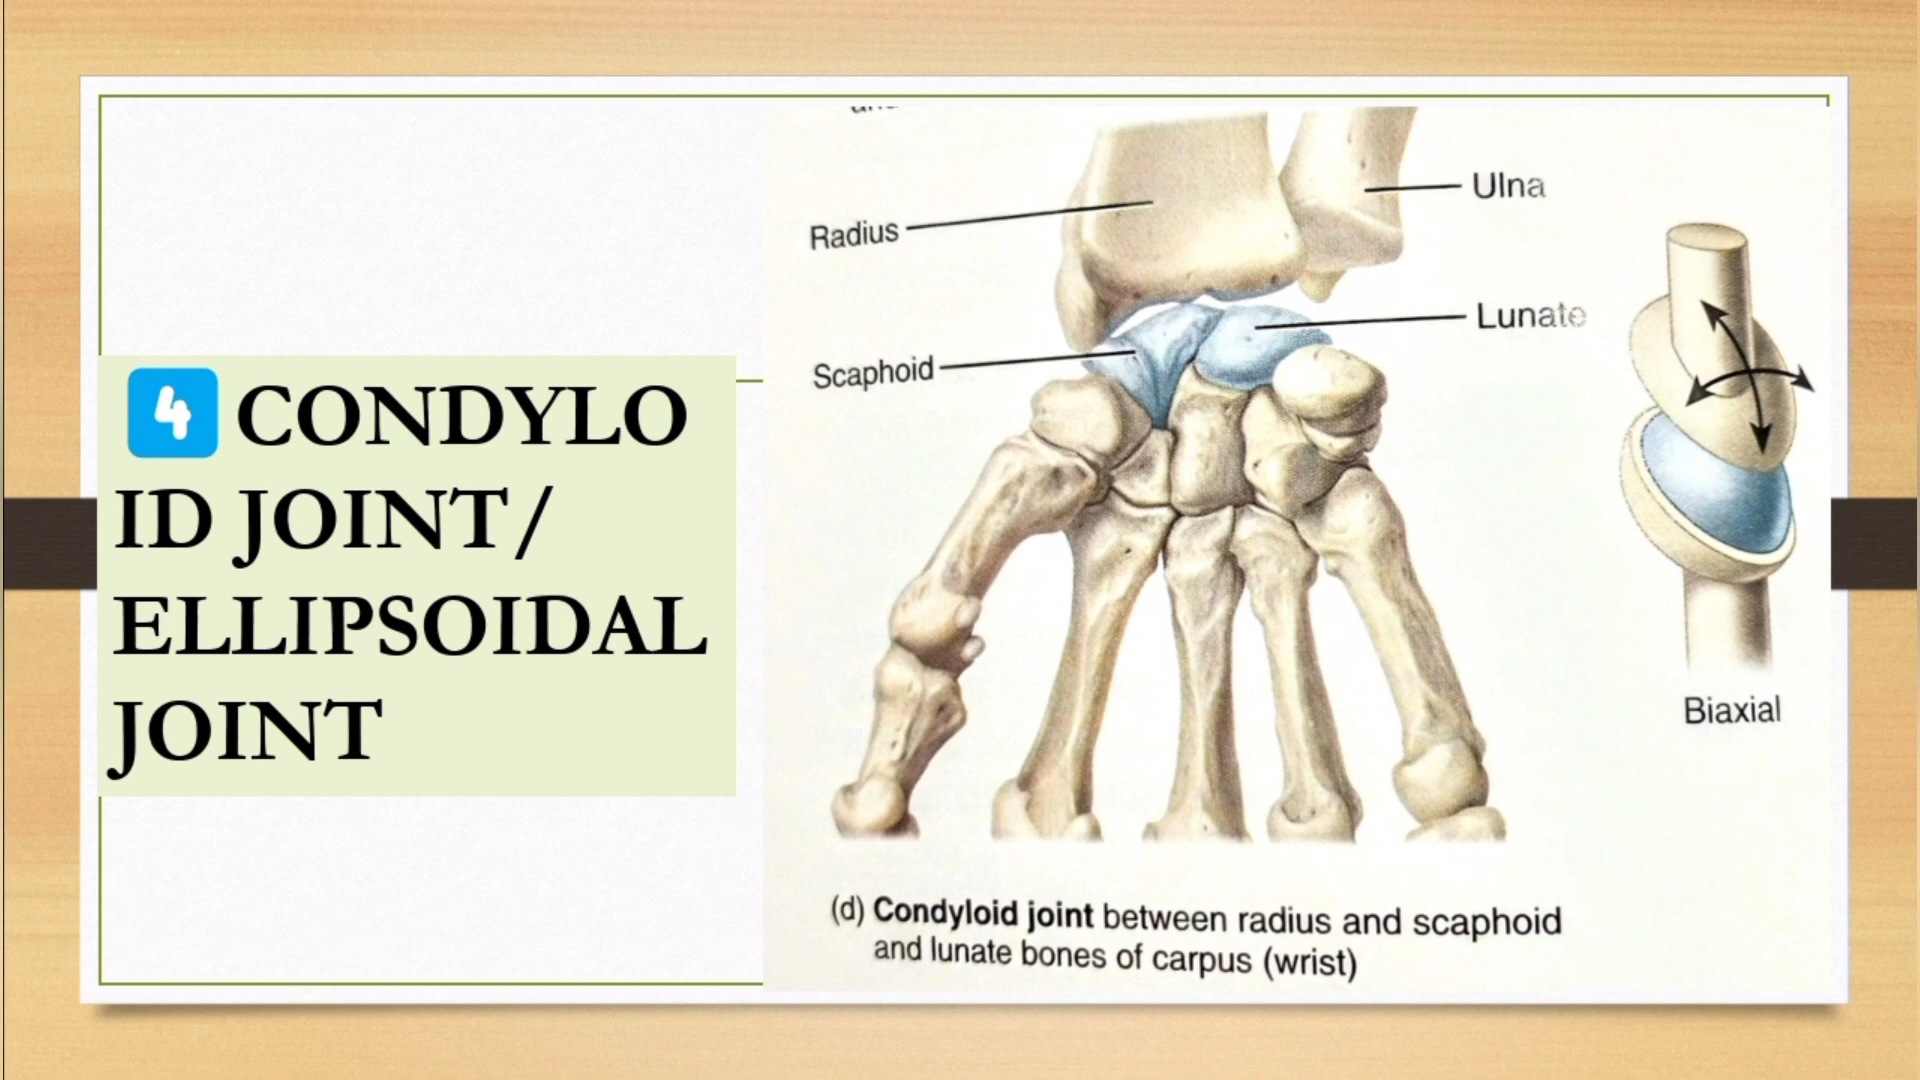 4 CONDYLO
ID JOINT/
ELLIPSOIDAL
JOINT
Radius
Ulna
Lunate
Scaphoid
Biaxial
(d) Condyloid joint between radius and scaphoid
and lunate bones of carpus (wrist)